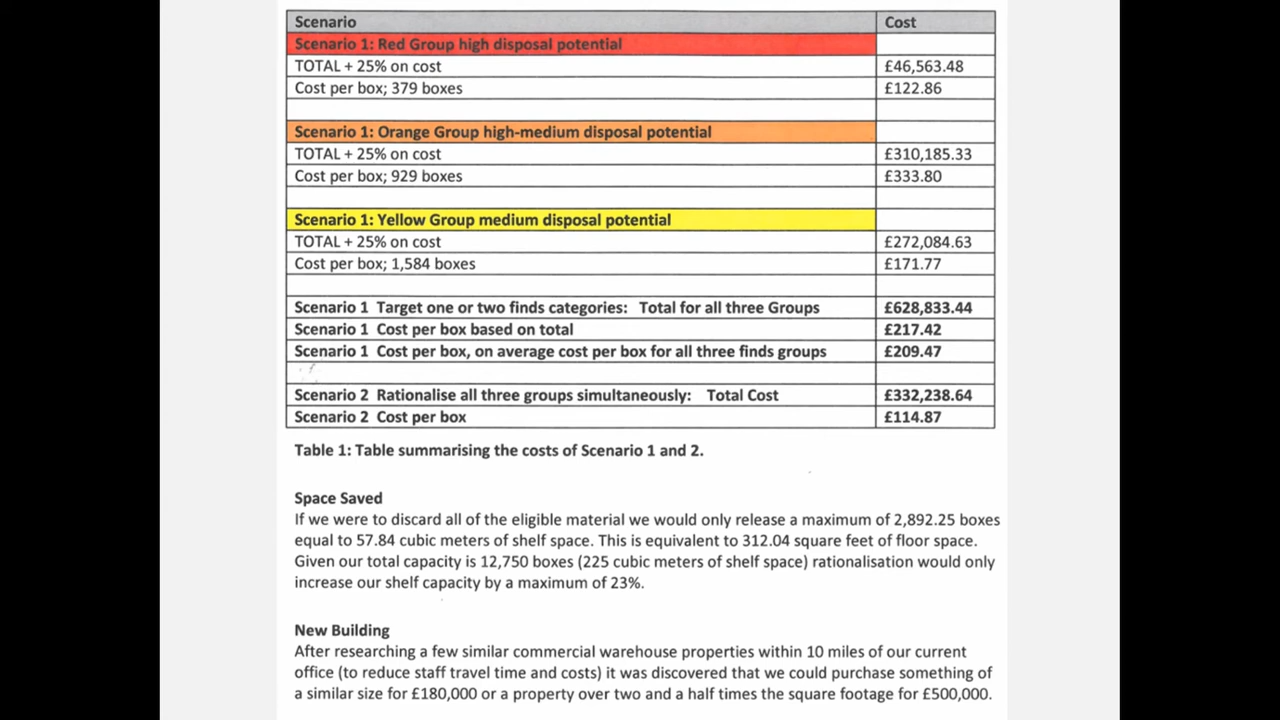 Scenario Cost
Scenario 1: Red Group high disposal potential
TOTAL + 25% on cost £46,563.48
Cost per box; 379 boxes £122.86
Scenario 1: Orange Group high-medium disposal potential
TOTAL + 25% on cost £310,185.33
Cost per box; 929 boxes £333.80
Scenario 1: Yellow Group medium disposal potential
TOTAL + 25% on cost £272,084.63
Cost per box; 1,584 boxes £171.77
Scenario 1 Target one or two finds categories: Total for all three Groups £628,833.44
Scenario 1 Cost per box based on total £217.42
Scenario 1 Cost per box, on average cost per box for all three finds groups £209.47
Scenario 2 Rationalise all three groups simultaneously: Total Cost £332,238.64
Scenario 2 Cost per box £114.87
Table 1: Table summarising the costs of Scenario 1 and 2.
Space Saved
If we were to discard all of the eligible material we would only release a maximum of 2,892.25 boxes
equal to 57.84 cubic meters of shelf space. This is equivalent to 312.04 square feet of floor space.
Given our total capacity is 12,750 boxes (225 cubic meters of shelf space) rationalisation would only
increase our shelf capacity by a maximum of 23%.
New Building
After researching a few similar commercial warehouse properties within 10 miles of our current
office (to reduce staff travel time and costs) it was discovered that we could purchase something of
a similar size for £180,000 or a property over two and a half times the square footage for £500,000.